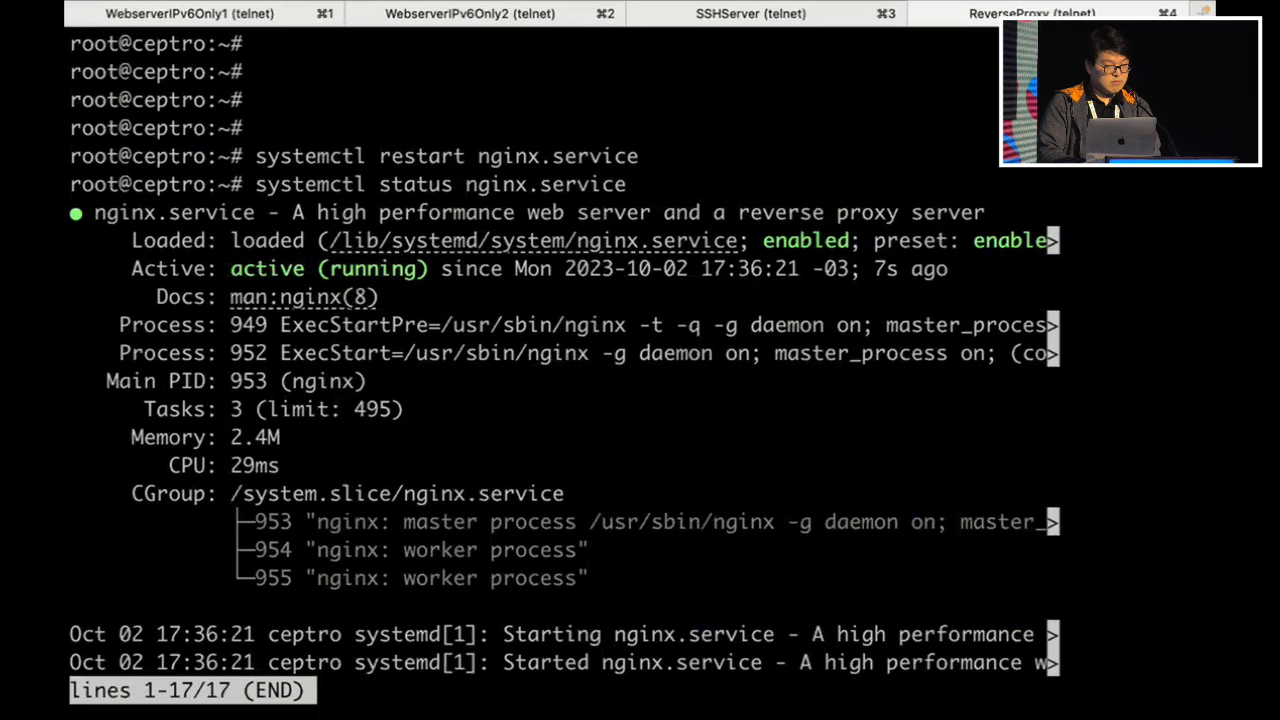 WebserverIPv6Only1 (telnet) ⌘1 WebserverIPv6Only2 (telnet) ⌘2 SSHServer (telnet) ⌘3 ReverseProxy (telnet) ⌘4
root@ceptro:~#
root@ceptro:~#
root@ceptro:~#
root@ceptro:~#
root@ceptro:~# systemctl restart nginx.service
root@ceptro:~# systemctl status nginx.service
● nginx.service - A high performance web server and a reverse proxy server
Loaded: loaded (/lib/systemd/system/nginx.service; enabled; preset: enable>
Active: active (running) since Mon 2023-10-02 17:36:21 -03; 7s ago
Docs: man:nginx(8)
Process: 949 ExecStartPre=/usr/sbin/nginx -t -q -g daemon on; master_proces>
Process: 952 ExecStart=/usr/sbin/nginx -g daemon on; master_process on; (co>
Main PID: 953 (nginx)
Tasks: 3 (limit: 495)
Memory: 2.4M
CPU: 29ms
CGroup: /system.slice/nginx.service
├─953 "nginx: master process /usr/sbin/nginx -g daemon on; master_>
├─954 "nginx: worker process"
└─955 "nginx: worker process"
Oct 02 17:36:21 ceptro systemd[1]: Starting nginx.service - A high performance >
Oct 02 17:36:21 ceptro systemd[1]: Started nginx.service - A high performance w>
lines 1-17/17 (END)